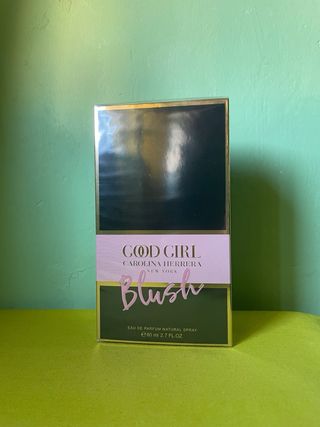 GOOD GIRL
CAROLINA HERRERA
NEW YORK
Blush
EAU DE PARFUM NATURAL SPRAY
℮ 80 ml 2.7 FL.OZ